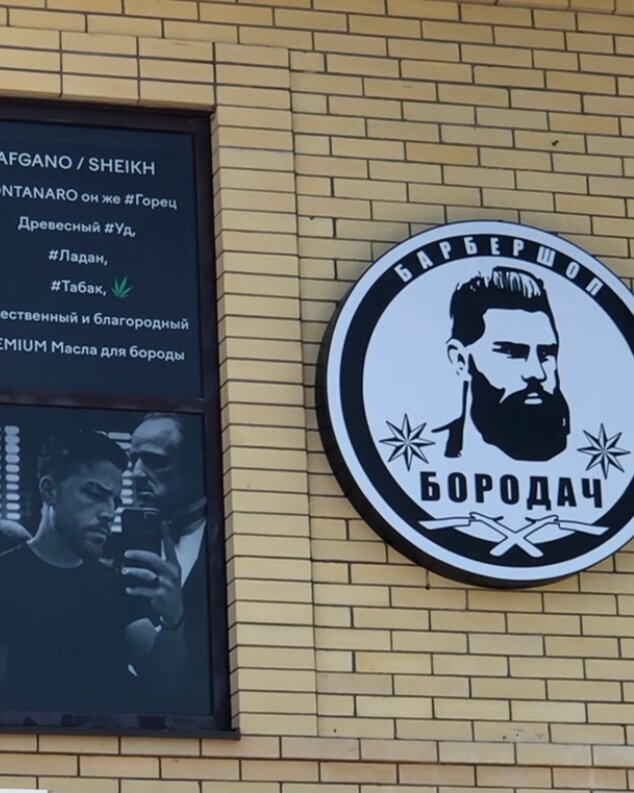 AFGANO / SHEIKH
ONTANARO он же #Горец
Древесный #Уд,
#Ладан,
#Табак,
ественный и благородный
EMIUM Масла для бороды
БАРБЕРШОП
БОРОДАЧ